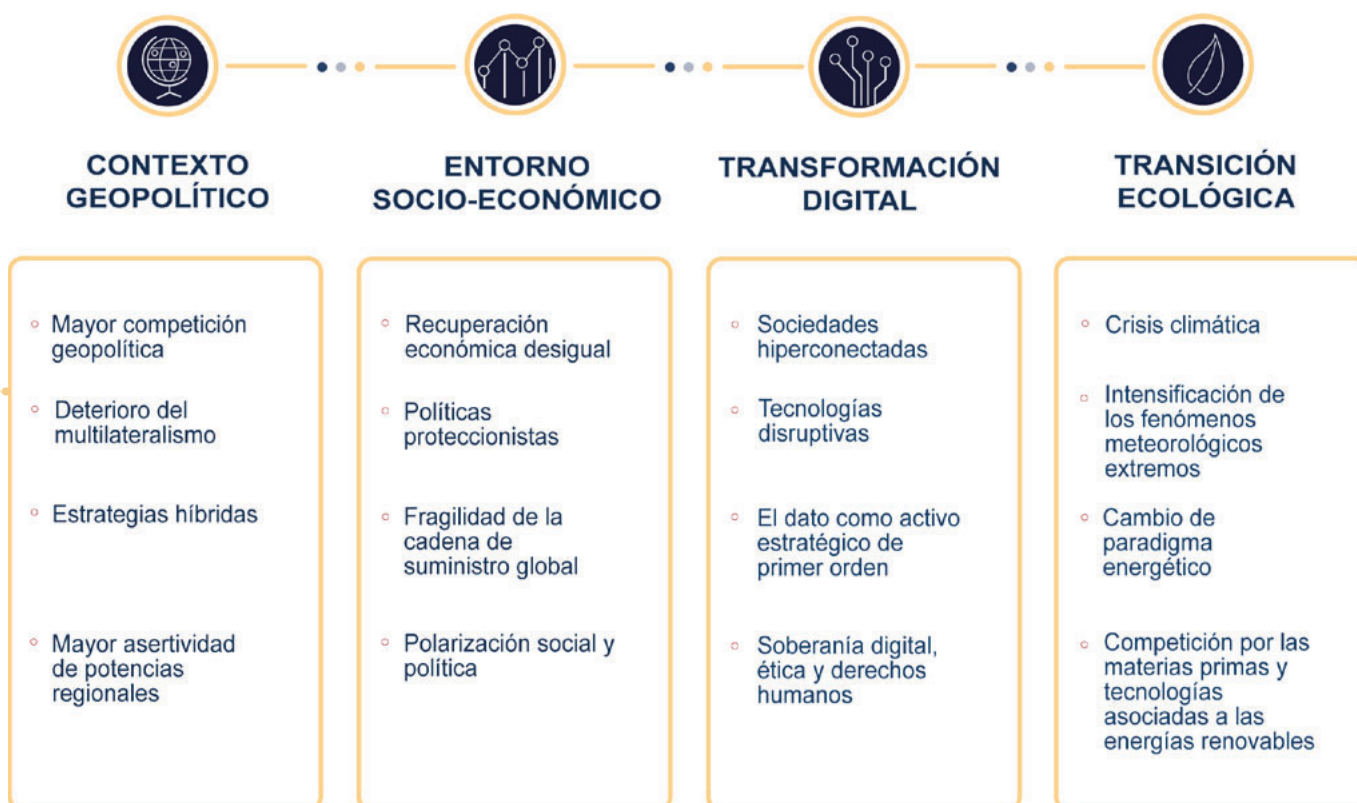 CONTEXTO
GEOPOLÍTICO
Mayor competición
geopolítica
Deterioro del
multilateralismo
Estrategias híbridas
Mayor asertividad
de potencias
regionales
ENTORNO
SOCIO-ECONÓMICO
Recuperación
económica desigual
Políticas
proteccionistas
Fragilidad de la
cadena de
suministro global
Polarización social y
política
TRANSFORMACIÓN
DIGITAL
Sociedades
hiperconectadas
Tecnologías
disruptivas
El dato como activo
estratégico de
primer orden
Soberanía digital,
ética y derechos
humanos
TRANSICIÓN
ECOLÓGICA
Crisis climática
Intensificación de
los fenómenos
meteorológicos
extremos
Cambio de
paradigma
energético
Competición por las
materias primas y
tecnologías
asociadas a las
energías renovables